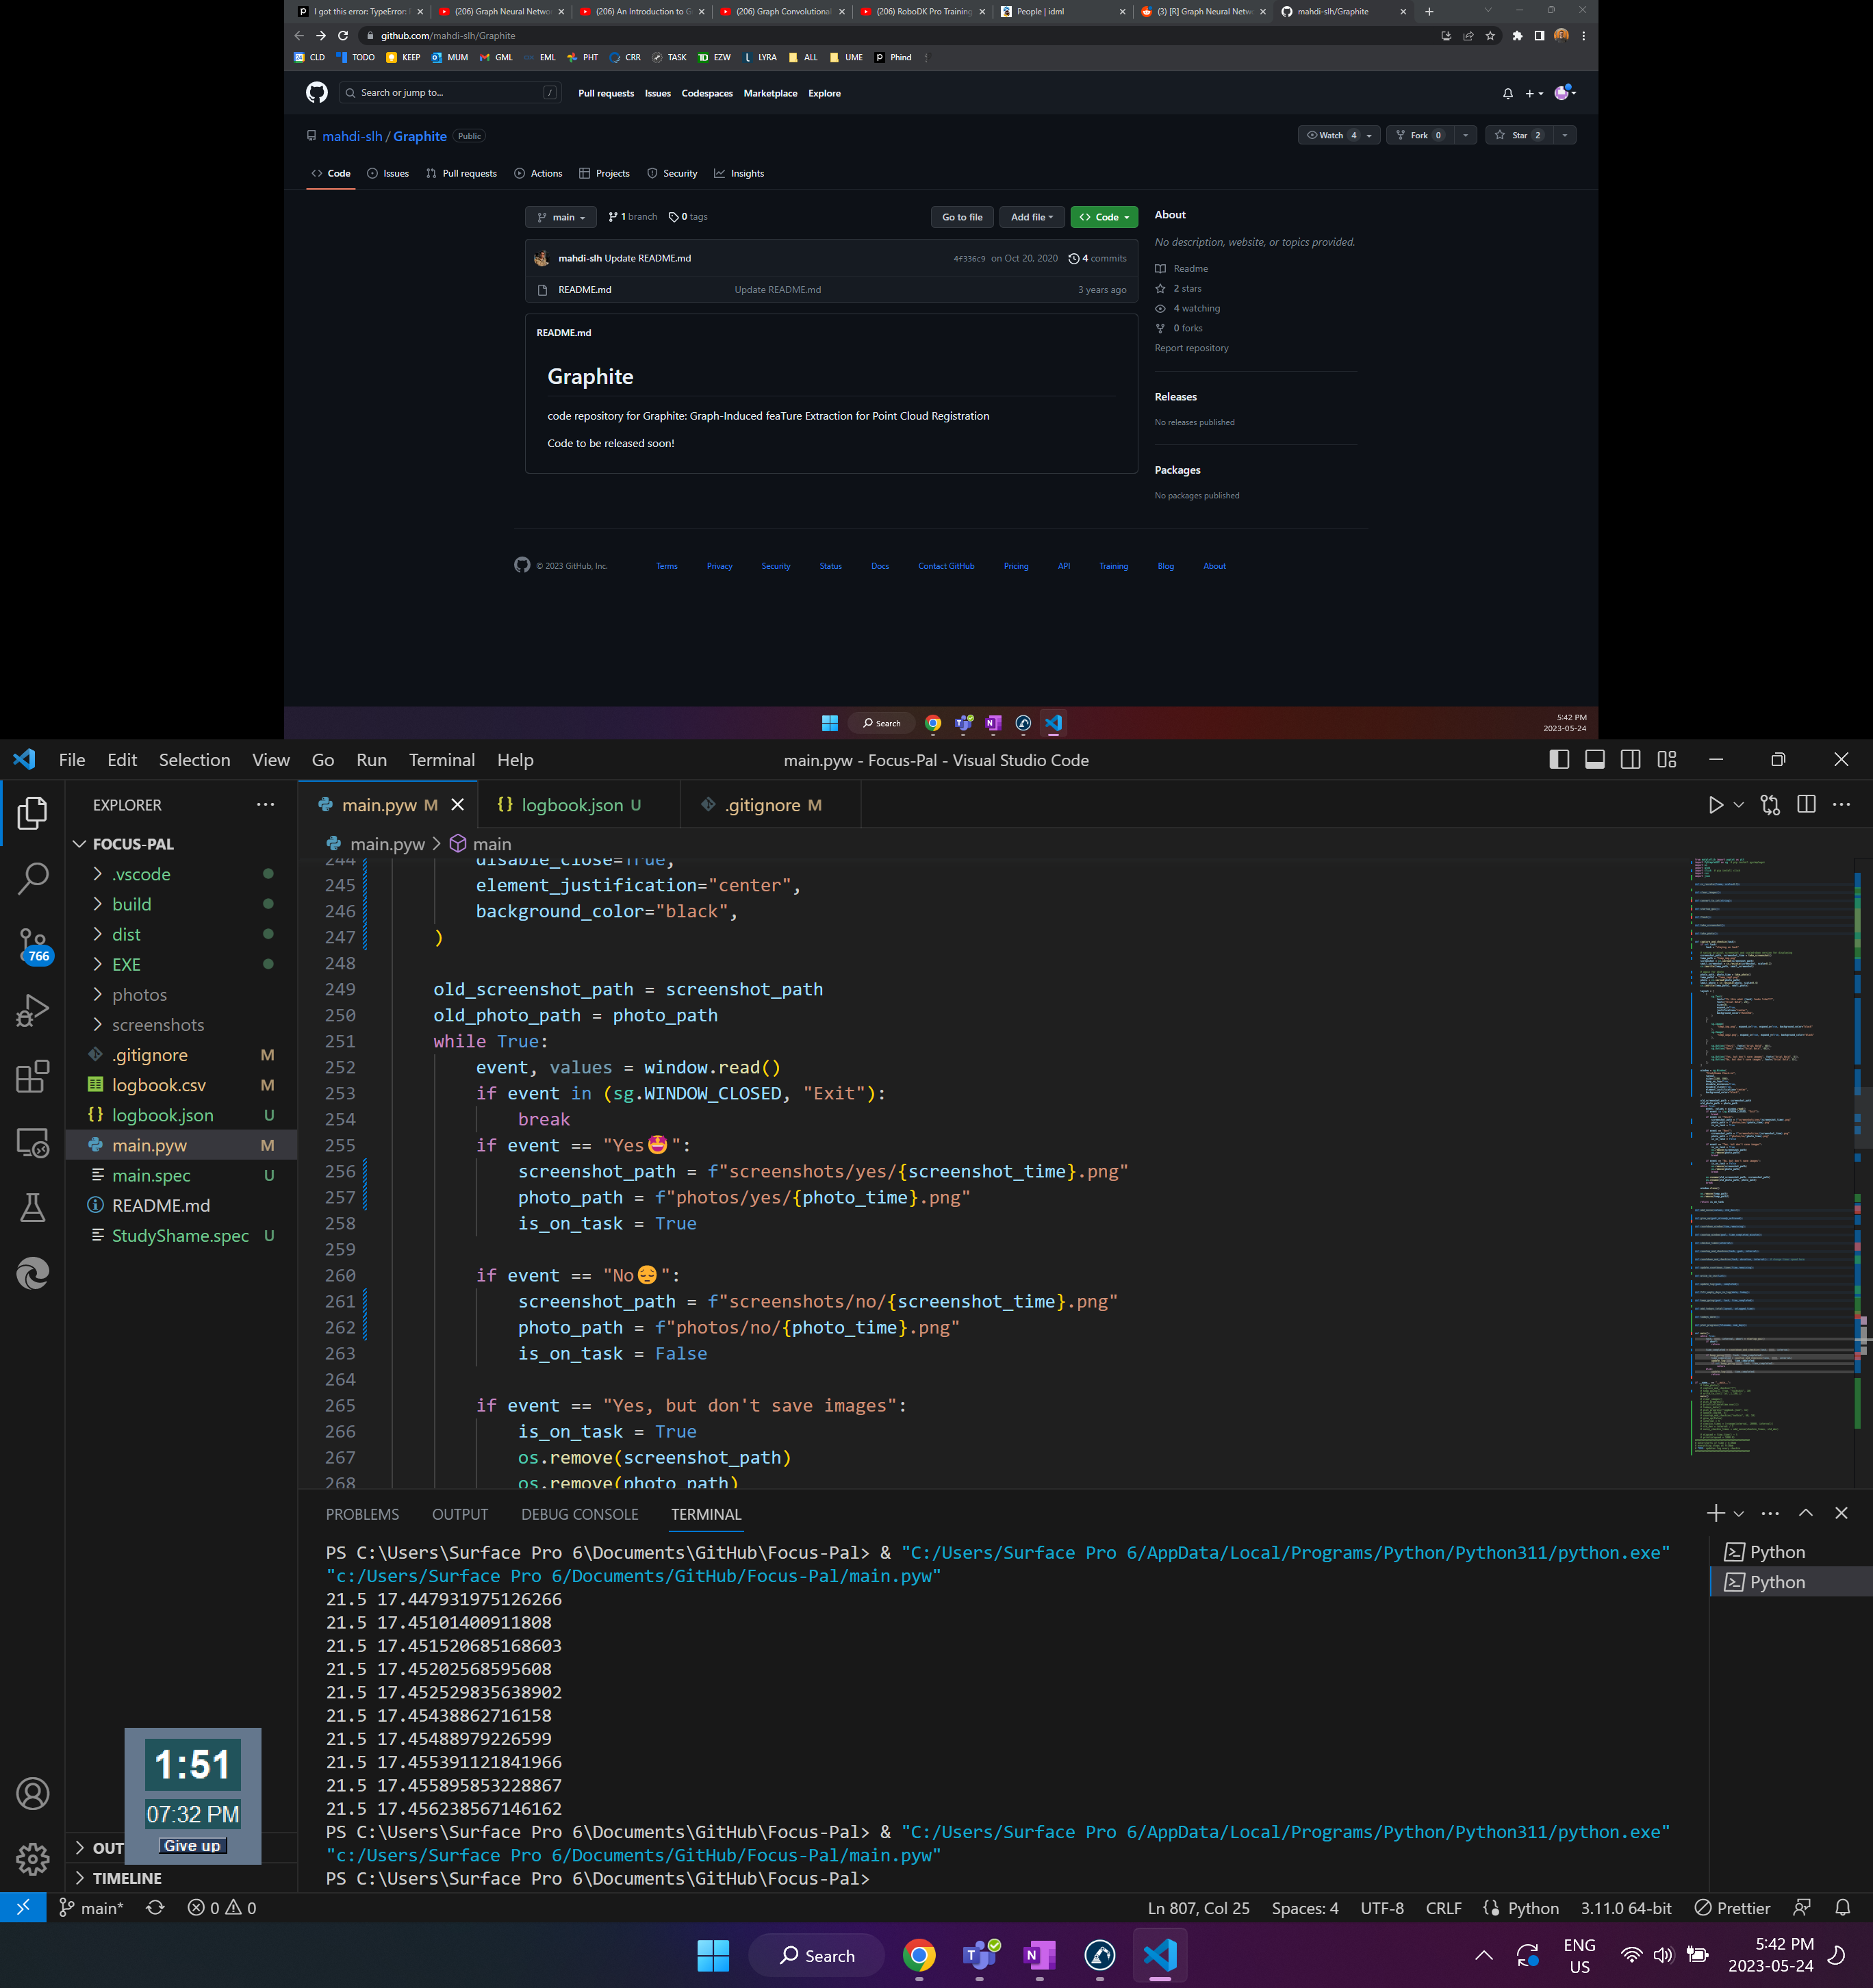 I got this error: TypeError:
(206) Graph Neural Netwo
(206) An Introduction to G
(206) Graph Convolutional
(206) RoboDK Pro Training
People | idml
(3) [R] Graph Neural Netw
mahdi-slh/Graphite
github.com/mahdi-slh/Graphite
CLD TODO KEEP MUM GML EML PHT CRR TASK EZW LYRA ALL UME Phind
Search or jump to... /
Pull requests Issues Codespaces Marketplace Explore
mahdi-slh / Graphite Public
Watch 4 Fork 0 Star 2
Code Issues Pull requests Actions Projects Security Insights
main 1 branch 0 tags Go to file Add file Code
mahdi-slh Update README.md 4f336c9 on Oct 20, 2020 4 commits
README.md Update README.md 3 years ago
README.md
Graphite
code repository for Graphite: Graph-Induced feaTure Extraction for Point Cloud Registration
Code to be released soon!
About
No description, website, or topics provided.
Readme
2 stars
4 watching
0 forks
Report repository
Releases
No releases published
Packages
No packages published
© 2023 GitHub, Inc. Terms Privacy Security Status Docs Contact GitHub Pricing API Training Blog About
Search
5:42 PM
2023-05-24
File Edit Selection View Go Run Terminal Help
main.pyw - Focus-Pal - Visual Studio Code
EXPLORER
FOCUS-PAL
.vscode
build
dist
EXE
photos
screenshots
.gitignore M
logbook.csv M
logbook.json U
main.pyw M
main.spec U
README.md
StudyShame.spec U
766
OUT
TIMELINE
1:51
07:32 PM
Give up
main.pyw M
logbook.json U
.gitignore M
main.pyw > main
244 disable_close=True,
245 element_justification="center",
246 background_color="black",
247 )
248
249 old_screenshot_path = screenshot_path
250 old_photo_path = photo_path
251 while True:
252 event, values = window.read()
253 if event in (sg.WINDOW_CLOSED, "Exit"):
254 break
255 if event == "Yes🤩":
256 screenshot_path = f"screenshots/yes/{screenshot_time}.png"
257 photo_path = f"photos/yes/{photo_time}.png"
258 is_on_task = True
259
260 if event == "No😔":
261 screenshot_path = f"screenshots/no/{screenshot_time}.png"
262 photo_path = f"photos/no/{photo_time}.png"
263 is_on_task = False
264
265 if event == "Yes, but don't save images":
266 is_on_task = True
267 os.remove(screenshot_path)
268 os.remove(photo_path)
PROBLEMS OUTPUT DEBUG CONSOLE TERMINAL
PS C:\Users\Surface Pro 6\Documents\GitHub\Focus-Pal> & "C:/Users/Surface Pro 6/AppData/Local/Programs/Python/Python311/python.exe"
"c:/Users/Surface Pro 6/Documents/GitHub/Focus-Pal/main.pyw"
21.5 17.447931975126266
21.5 17.45101400911808
21.5 17.451520685168603
21.5 17.45202568595608
21.5 17.452529835638902
21.5 17.45438862716158
21.5 17.45488979226599
21.5 17.455391121841966
21.5 17.455895853228867
21.5 17.456238567146162
PS C:\Users\Surface Pro 6\Documents\GitHub\Focus-Pal> & "C:/Users/Surface Pro 6/AppData/Local/Programs/Python/Python311/python.exe"
"c:/Users/Surface Pro 6/Documents/GitHub/Focus-Pal/main.pyw"
PS C:\Users\Surface Pro 6\Documents\GitHub\Focus-Pal>
Python
Python
main* 0 0
Ln 807, Col 25 Spaces: 4 UTF-8 CRLF Python 3.11.0 64-bit Prettier
Search
ENG
US
5:42 PM
2023-05-24